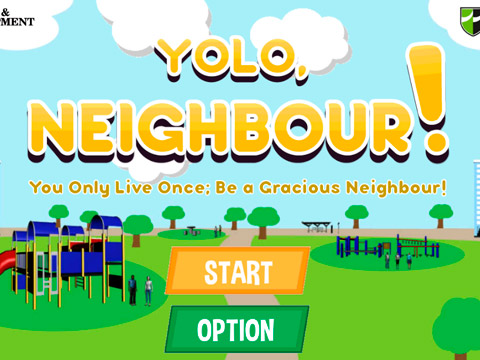 &
YOLO,
NEIGHBOUR!
You Only Live Once; Be a Gracious Neighbour!
START
OPTION